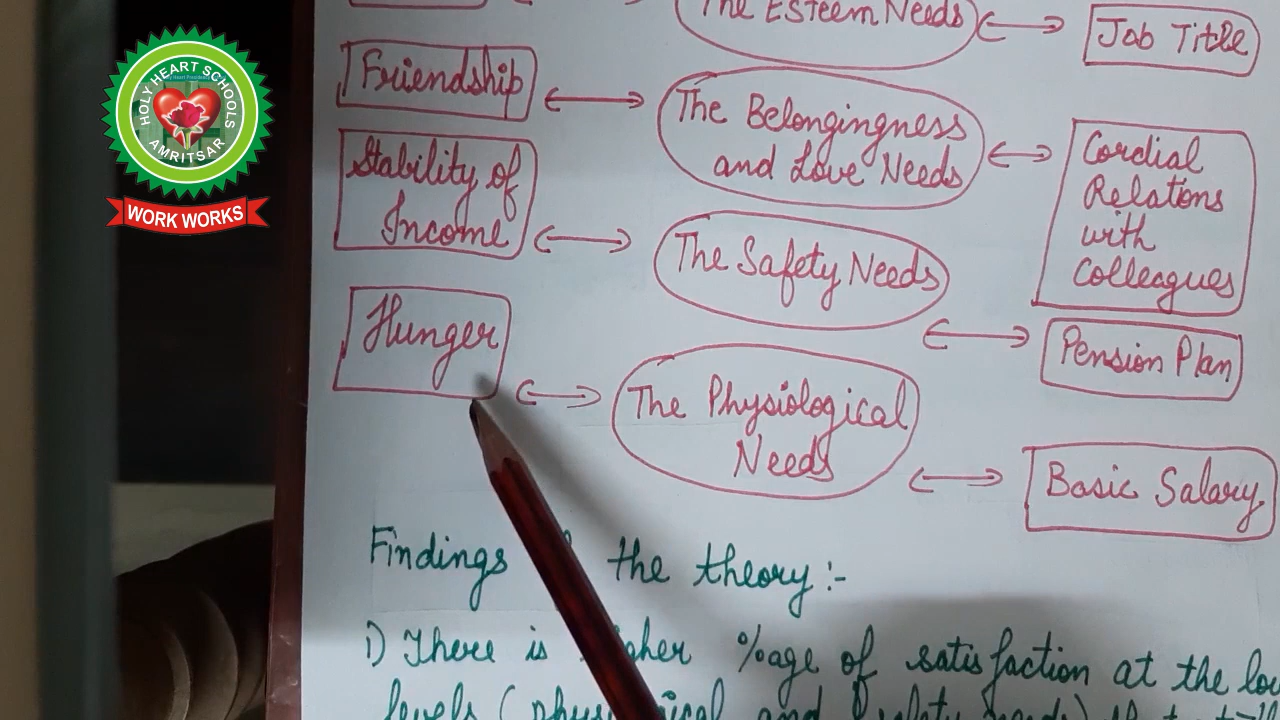 HOLY HEART SCHOOLS
AMRITSAR
WORK WORKS
The Esteem Needs
Job Title
Friendship
The Belongingness
and Love Needs
Cordial
Relations
with
Colleagues
Stability of
Income
The Safety Needs
Pension Plan
Hunger
The Physiological
Needs
Basic Salary.
Findings the theory :-
i) There is %age of satisfaction at the
levels ( and